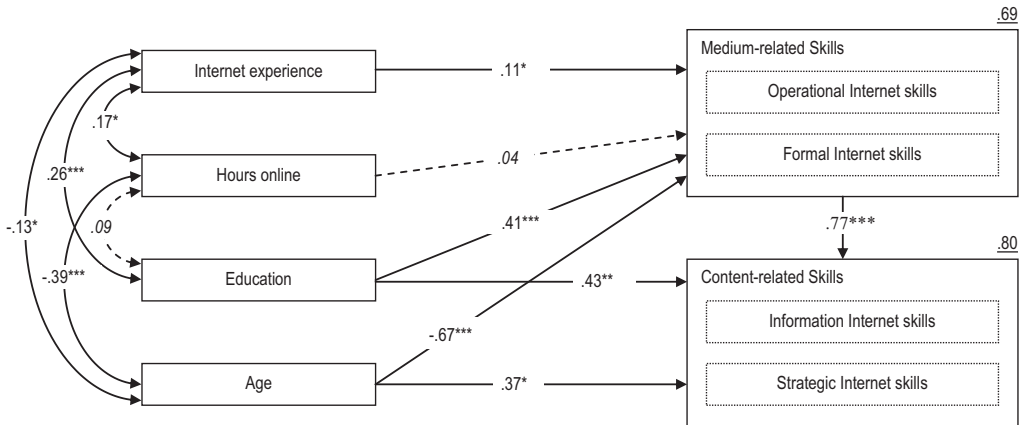 .69
Medium-related Skills
Internet experience
.11*
Operational Internet skills
.17*
Formal Internet skills
.04
Hours online
.26***
-.13*
.09
.41***
.77***
.80
-.39***
Education
.43**
Content-related Skills
Information Internet skills
-.67***
Age
.37*
Strategic Internet skills